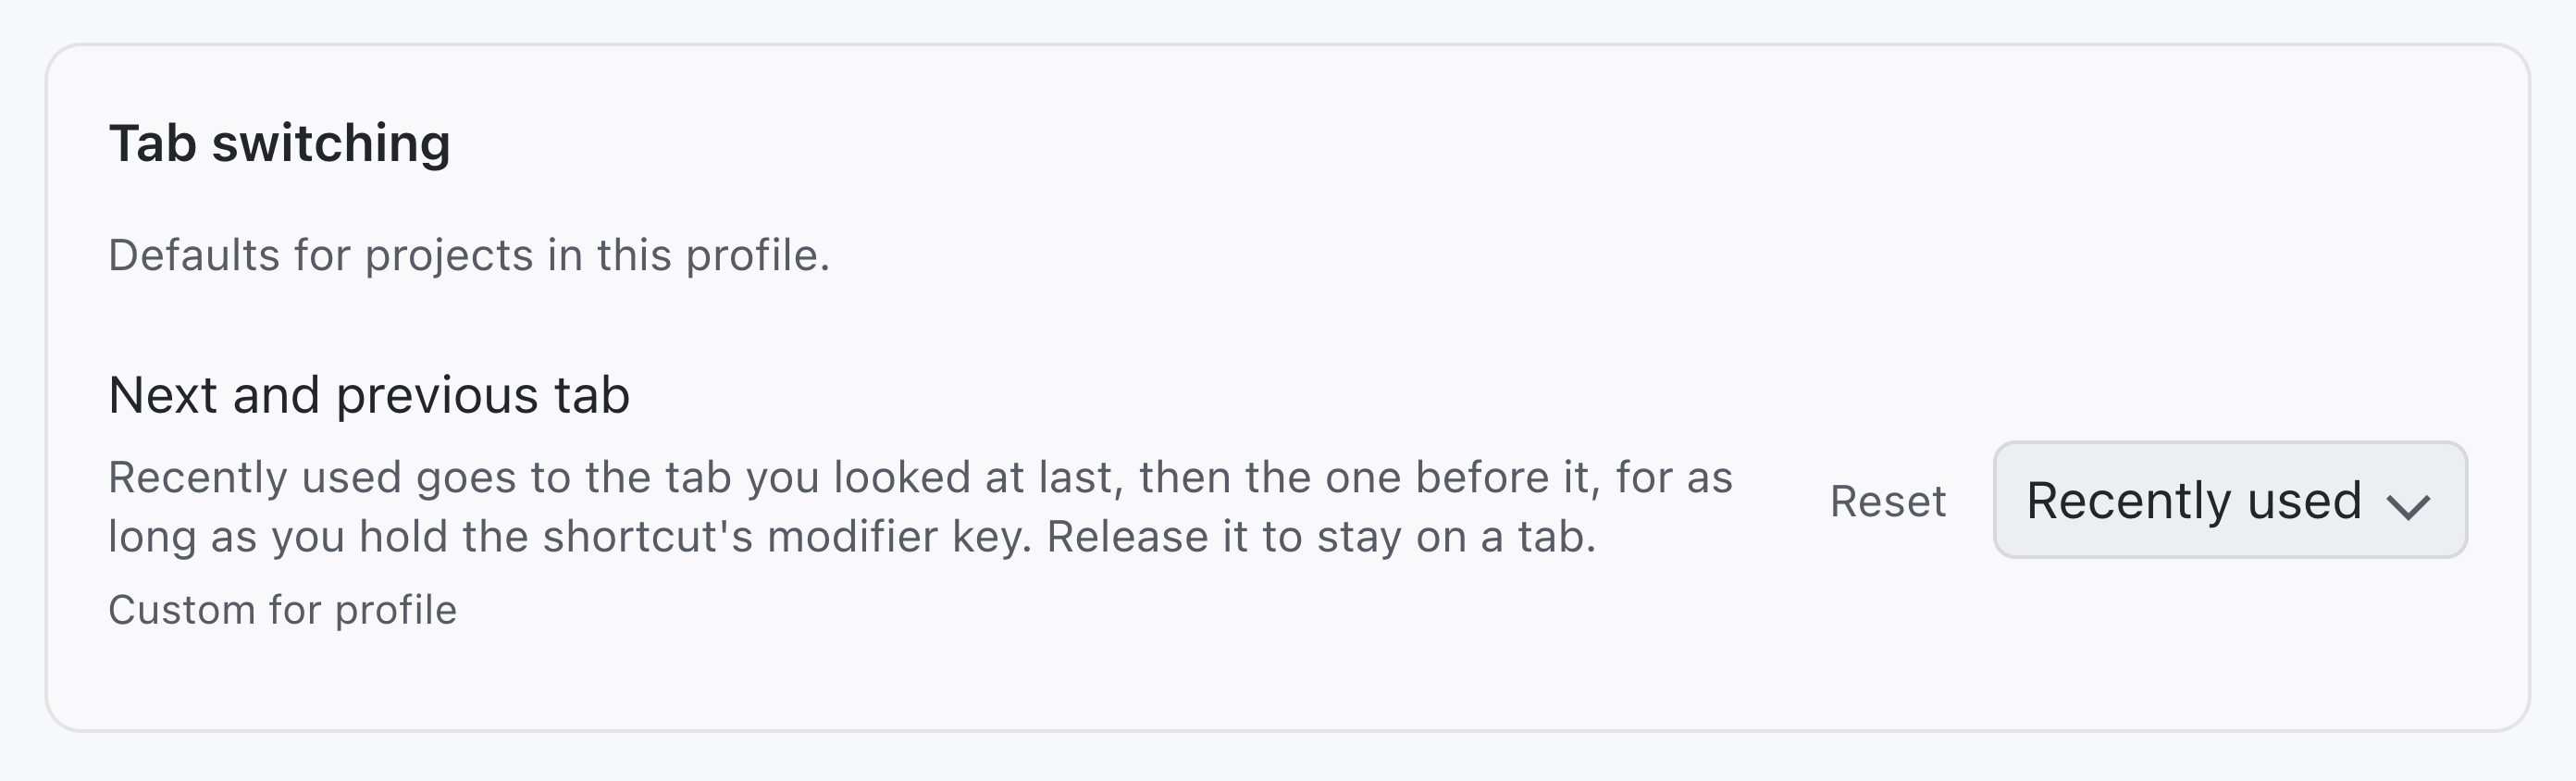 Tab switching
Defaults for projects in this profile.
Next and previous tab
Recently used goes to the tab you looked at last, then the one before it, for as
long as you hold the shortcut's modifier key. Release it to stay on a tab.
Custom for profile
Reset
Recently used